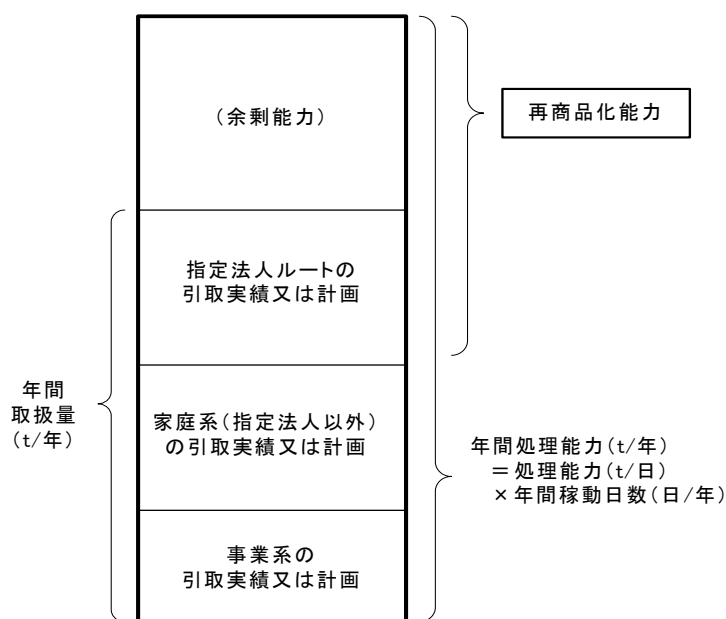 (余剰能力)
再商品化能力
指定法人ルートの
引取実績又は計画
年間
取扱量
(t/年)
家庭系(指定法人以外)
の引取実績又は計画
年間処理能力(t/年)
＝処理能力(t/日)
×年間稼動日数(日/年)
事業系の
引取実績又は計画